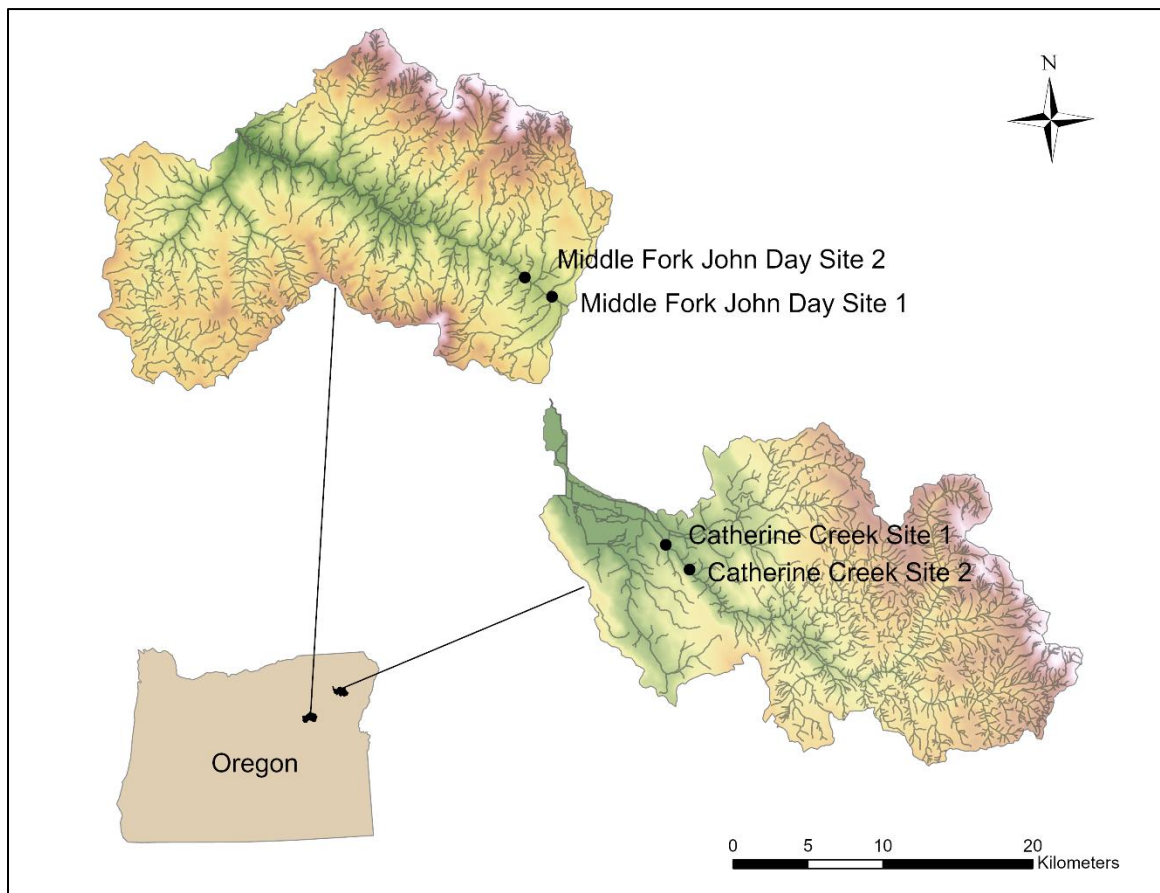 N
Middle Fork John Day Site 2
Middle Fork John Day Site 1
Catherine Creek Site 1
Catherine Creek Site 2
Oregon
0 5 10 20
Kilometers